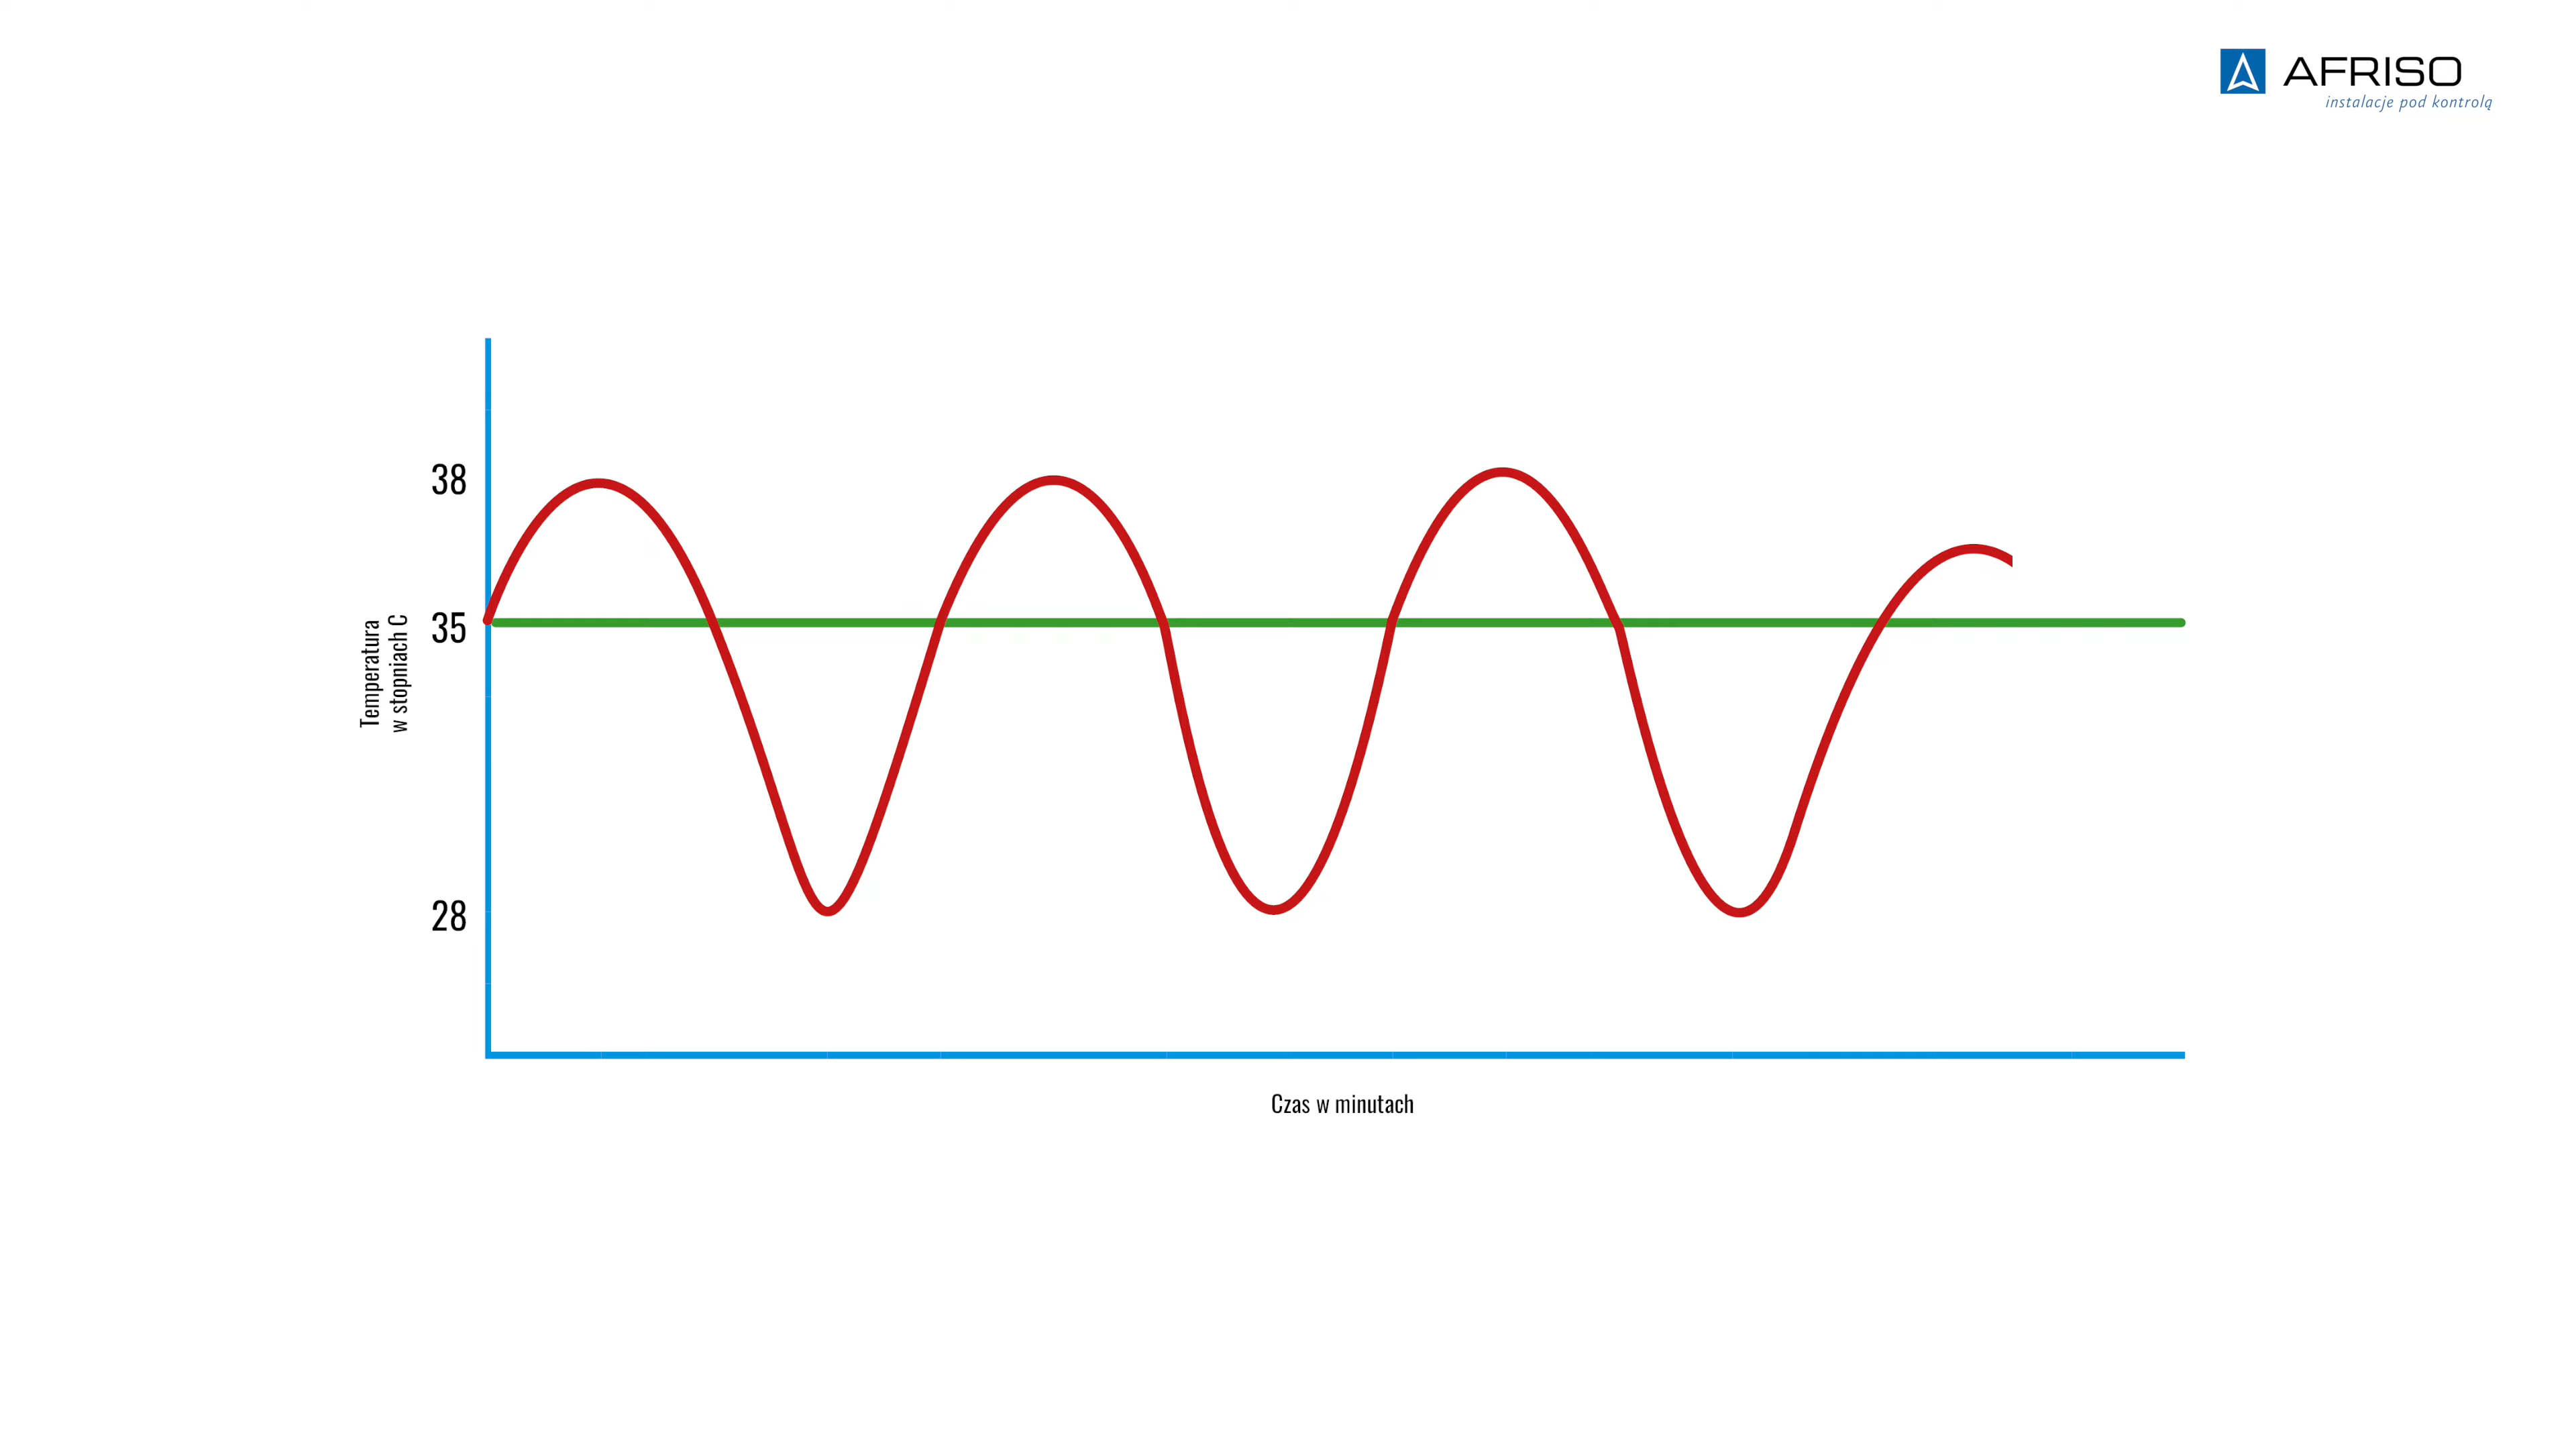 AFRISO
instalacje pod kontrolą
38
35
28
Temperatura
w stopniach C
Czas w minutach